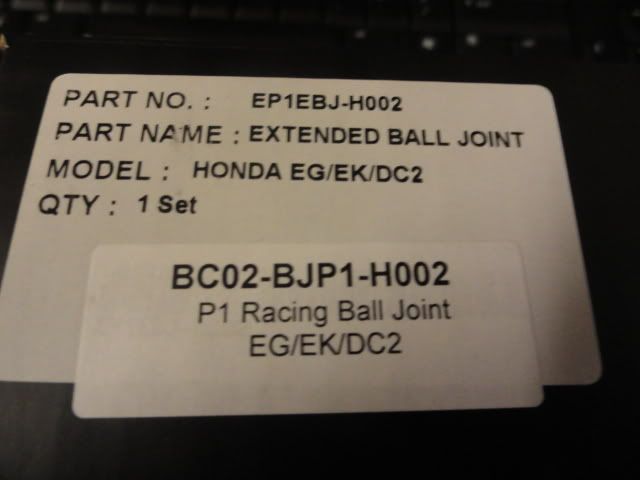 PART NO. : EP1EBJ-H002
PART NAME : EXTENDED BALL JOINT
MODEL : HONDA EG/EK/DC2
QTY : 1 Set
BC02-BJP1-H002
P1 Racing Ball Joint
EG/EK/DC2